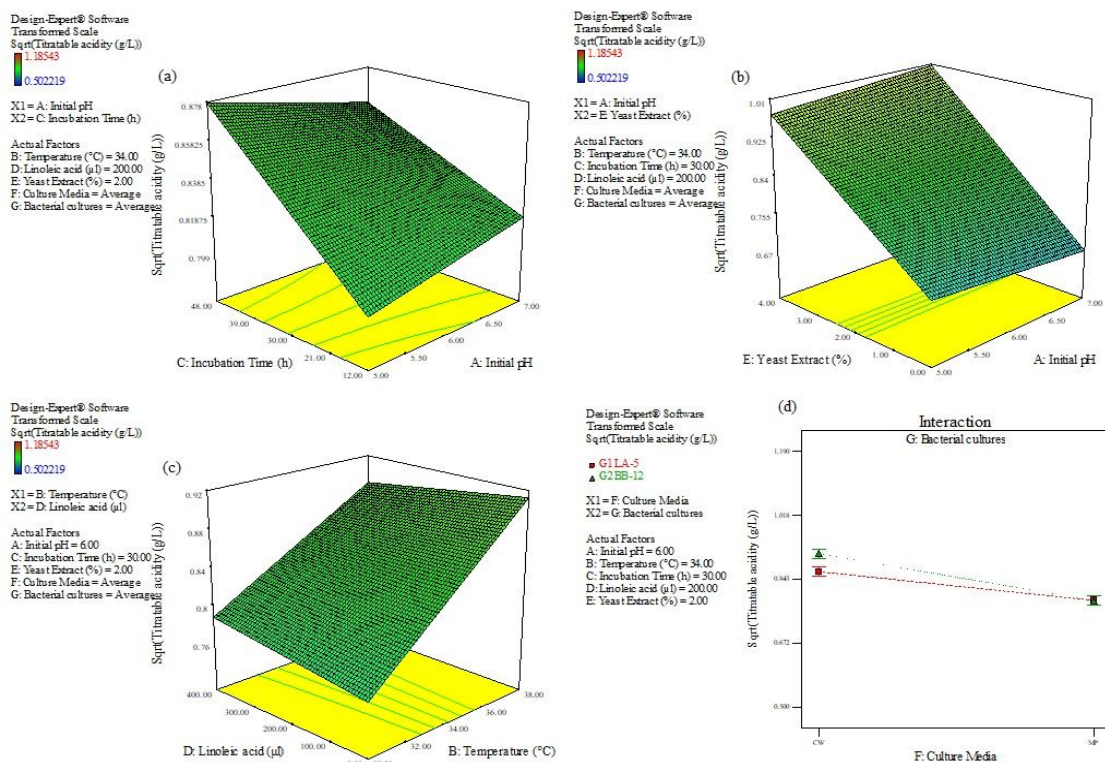 Design-Expert® Software
Transformed Scale
Sqrt(Titratable acidity (g/L))
1.18543
0.502219
X1 = A: Initial pH
X2 = C: Incubation Time (h)
Actual Factors
B: Temperature (°C) = 34.00
D: Linoleic acid (µl) = 200.00
E: Yeast Extract (%) = 2.00
F: Culture Media = Average
G: Bacterial cultures = Average
(a)
Sqrt(Titratable acidity (g/L))
0.878
0.85825
0.8385
0.81875
0.799
48.00
39.00
30.00
21.00
12.00
5.00
5.50
6.00
6.50
7.00
C: Incubation Time (h)
A: Initial pH
Design-Expert® Software
Transformed Scale
Sqrt(Titratable acidity (g/L))
1.18543
0.502219
X1 = A: Initial pH
X2 = E: Yeast Extract (%)
Actual Factors
B: Temperature (°C) = 34.00
C: Incubation Time (h) = 30.00
D: Linoleic acid (µl) = 200.00
F: Culture Media = Average
G: Bacterial cultures = Average
(b)
Sqrt(Titratable acidity (g/L))
1.01
0.925
0.84
0.755
0.67
4.00
3.00
2.00
1.00
0.00
5.00
5.50
6.00
6.50
7.00
E: Yeast Extract (%)
A: Initial pH
Design-Expert® Software
Transformed Scale
Sqrt(Titratable acidity (g/L))
1.18543
0.502219
X1 = B: Temperature (°C)
X2 = D: Linoleic acid (µl)
Actual Factors
A: Initial pH = 6.00
C: Incubation Time (h) = 30.00
E: Yeast Extract (%) = 2.00
F: Culture Media = Average
G: Bacterial cultures = Average
(c)
Sqrt(Titratable acidity (g/L))
0.92
0.88
0.84
0.8
0.76
400.00
300.00
200.00
100.00
32.00
34.00
36.00
38.00
D: Linoleic acid (µl)
B: Temperature (°C)
Design-Expert® Software
Transformed Scale
Sqrt(Titratable acidity (g/L))
G1 LA-5
G2 BB-12
X1 = F: Culture Media
X2 = G: Bacterial cultures
Actual Factors
A: Initial pH = 6.00
B: Temperature (°C) = 34.00
C: Incubation Time (h) = 30.00
D: Linoleic acid (µl) = 200.00
E: Yeast Extract (%) = 2.00
(d)
Interaction
G: Bacterial cultures
Sqrt(Titratable acidity (g/L))
1.190
1.018
0.845
0.672
0.500
CW
MP
F: Culture Media